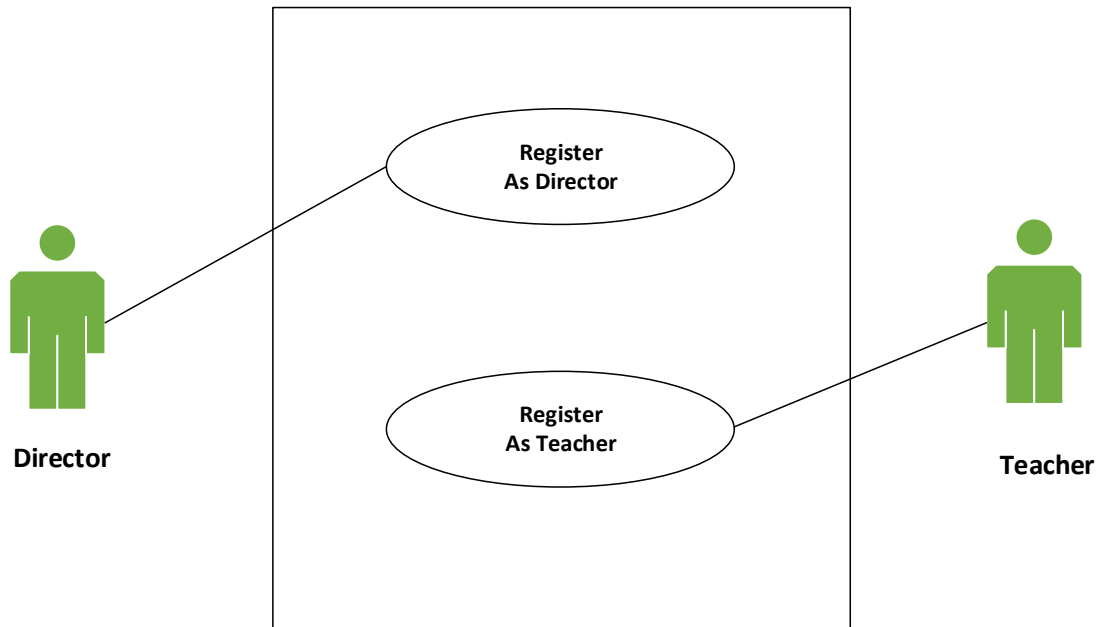 Register
As Director
Register
As Teacher
Director
Teacher